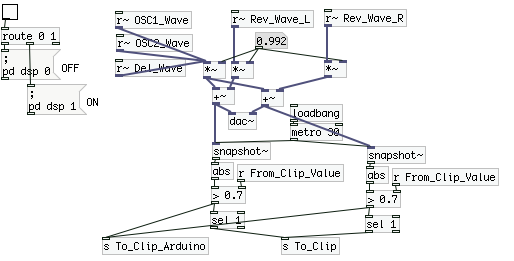 r~ OSC1_Wave
r~ Rev_Wave_L
r~ Rev_Wave_R
route 0 1
r~ OSC2_Wave
0.992
;
pd dsp 0
OFF
r~ Del_Wave
*~
*~
*~
;
pd dsp 1
ON
+~
+~
dac~
loadbang
metro 30
snapshot~
snapshot~
abs
r From_Clip_Value
abs
r From_Clip_Value
> 0.7
> 0.7
sel 1
sel 1
s To_Clip_Arduino
s To_Clip